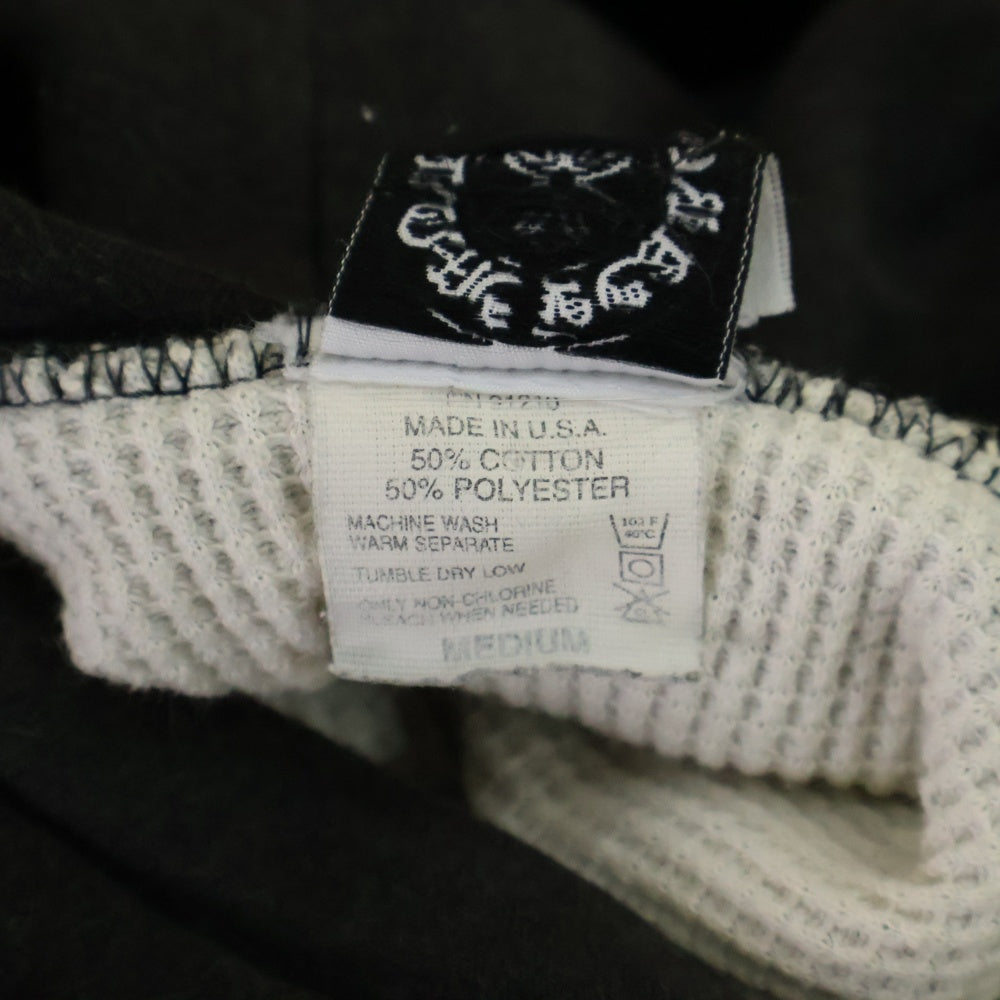 MADE IN U.S.A.
50% COTTON
50% POLYESTER
MACHINE WASH
WARM SEPARATE
TUMBLE DRY LOW
ONLY NON-CHLORINE
BLEACH WHEN NEEDED
MEDIUM